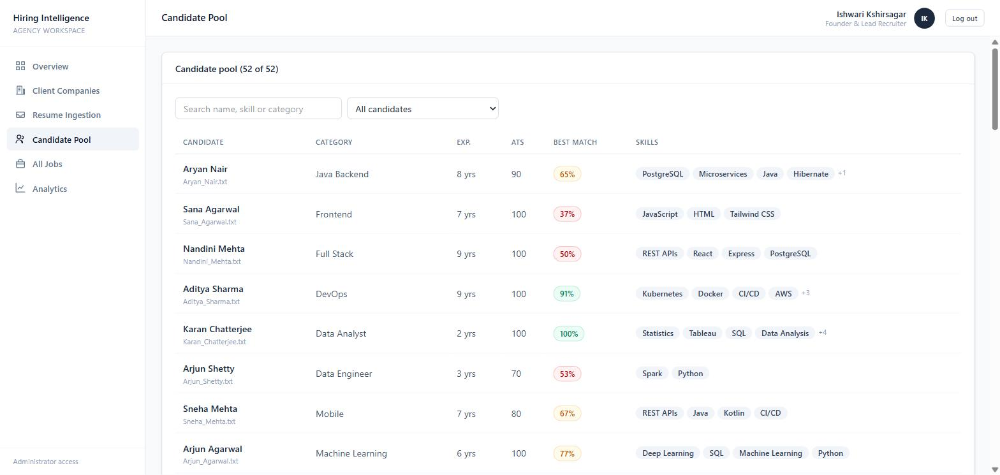 Hiring Intelligence
AGENCY WORKSPACE
Overview
Client Companies
Resume Ingestion
Candidate Pool
All Jobs
Analytics
Administrator access
Candidate Pool
Ishwari Kshirsagar
Founder & Lead Recruiter
IK
Log out
Candidate pool (52 of 52)
Search name, skill or category
All candidates
CANDIDATE CATEGORY EXP. ATS BEST MATCH SKILLS
Aryan Nair
Aryan_Nair.txt
Java Backend 8 yrs 90 65% PostgreSQL Microservices Java Hibernate +1
Sana Agarwal
Sana_Agarwal.txt
Frontend 7 yrs 100 37% JavaScript HTML Tailwind CSS
Nandini Mehta
Nandini_Mehta.txt
Full Stack 9 yrs 100 50% REST APIs React Express PostgreSQL
Aditya Sharma
Aditya_Sharma.txt
DevOps 9 yrs 100 91% Kubernetes Docker CI/CD AWS +3
Karan Chatterjee
Karan_Chatterjee.txt
Data Analyst 2 yrs 100 100% Statistics Tableau SQL Data Analysis +4
Arjun Shetty
Arjun_Shetty.txt
Data Engineer 3 yrs 70 53% Spark Python
Sneha Mehta
Sneha_Mehta.txt
Mobile 7 yrs 80 67% REST APIs Java Kotlin CI/CD
Arjun Agarwal
Arjun_Agarwal.txt
Machine Learning 6 yrs 100 77% Deep Learning SQL Machine Learning Python